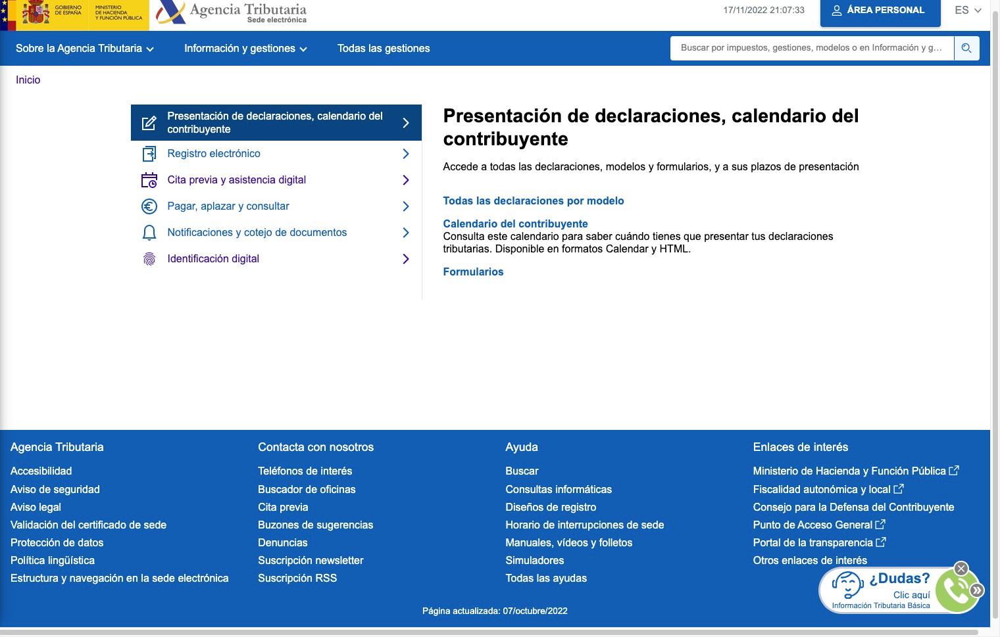 GOBIERNO
DE ESPAÑA
MINISTERIO
DE HACIENDA
Y FUNCIÓN PÚBLICA
Agencia Tributaria
Sede electrónica
17/11/2022 21:07:33
ÁREA PERSONAL
ES
Sobre la Agencia Tributaria
Información y gestiones
Todas las gestiones
Buscar por impuestos, gestiones, modelos o en Información y g...
Inicio
Presentación de declaraciones, calendario del
contribuyente
Registro electrónico
Cita previa y asistencia digital
Pagar, aplazar y consultar
Notificaciones y cotejo de documentos
Identificación digital
Presentación de declaraciones, calendario del
contribuyente
Accede a todas las declaraciones, modelos y formularios, y a sus plazos de presentación
Todas las declaraciones por modelo
Calendario del contribuyente
Consulta este calendario para saber cuándo tienes que presentar tus declaraciones
tributarias. Disponible en formatos Calendar y HTML.
Formularios
Agencia Tributaria
Accesibilidad
Aviso de seguridad
Aviso legal
Validación del certificado de sede
Protección de datos
Política lingüística
Estructura y navegación en la sede electrónica
Contacta con nosotros
Teléfonos de interés
Buscador de oficinas
Cita previa
Buzones de sugerencias
Denuncias
Suscripción newsletter
Suscripción RSS
Ayuda
Buscar
Consultas informáticas
Diseños de registro
Horario de interrupciones de sede
Manuales, vídeos y folletos
Simuladores
Todas las ayudas
Enlaces de interés
Ministerio de Hacienda y Función Pública
Fiscalidad autonómica y local
Consejo para la Defensa del Contribuyente
Punto de Acceso General
Portal de la transparencia
Otros enlaces de interés
¿Dudas?
Clic aquí
Información Tributaria Básica
Página actualizada: 07/octubre/2022